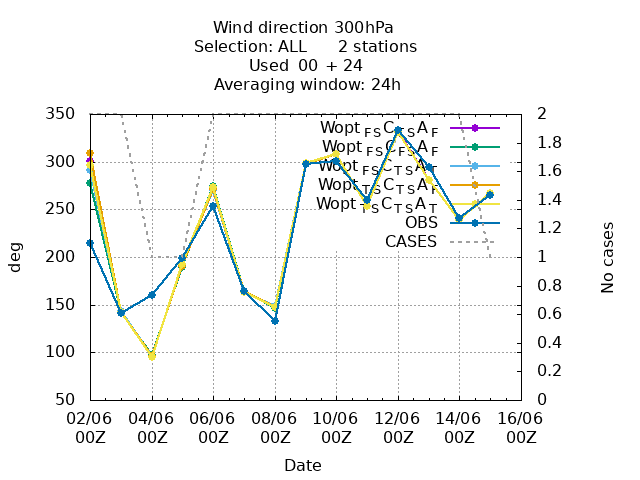 Wind direction 300hPa
Selection: ALL 2 stations
Used 00 + 24
Averaging window: 24h
350 2
Wopt FS C TS A F
1.8
Wopt FS C FS A F
300 1.6
Wopt FS C TS A T
Wopt TS C TS A F
1.4
250
Wopt TS C TS A T
OBS 1.2
CASES
200 1
deg
No cases
0.8
150
0.6
100 0.4
0.2
50 0
02/06 04/06 06/06 08/06 10/06 12/06 14/06 16/06
00Z 00Z 00Z 00Z 00Z 00Z 00Z 00Z
Date